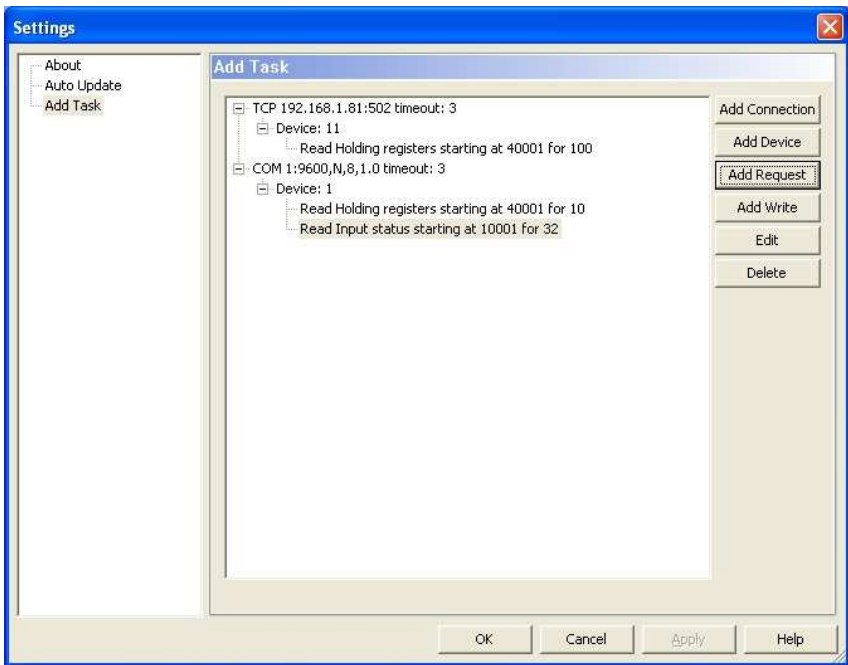 Settings
About
Auto Update
Add Task
Add Task
TCP 192.168.1.81:502 timeout: 3
Device: 11
Read Holding registers starting at 40001 for 100
COM 1:9600,N,8,1.0 timeout: 3
Device: 1
Read Holding registers starting at 40001 for 10
Read Input status starting at 10001 for 32
Add Connection
Add Device
Add Request
Add Write
Edit
Delete
OK
Cancel
Apply
Help